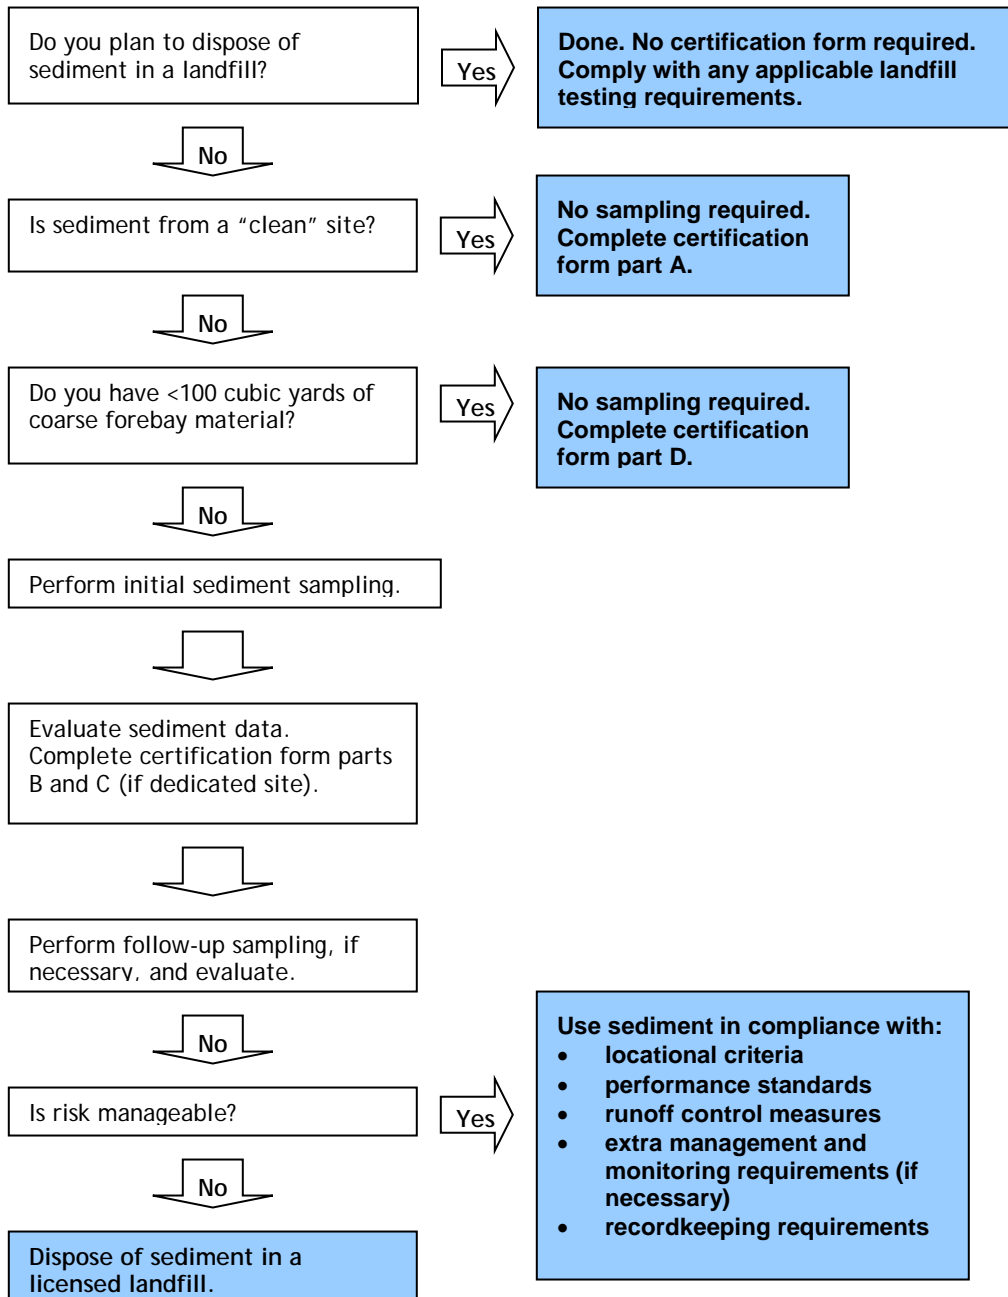 Do you plan to dispose of
sediment in a landfill?
Yes
Done. No certification form required.
Comply with any applicable landfill
testing requirements.
No
Is sediment from a “clean” site?
Yes
No sampling required.
Complete certification
form part A.
No
Do you have <100 cubic yards of
coarse forebay material?
Yes
No sampling required.
Complete certification
form part D.
No
Perform initial sediment sampling.
Evaluate sediment data.
Complete certification form parts
B and C (if dedicated site).
Perform follow-up sampling, if
necessary, and evaluate.
No
Is risk manageable?
Yes
Use sediment in compliance with:
• locational criteria
• performance standards
• runoff control measures
• extra management and
monitoring requirements (if
necessary)
• recordkeeping requirements
No
Dispose of sediment in a
licensed landfill.